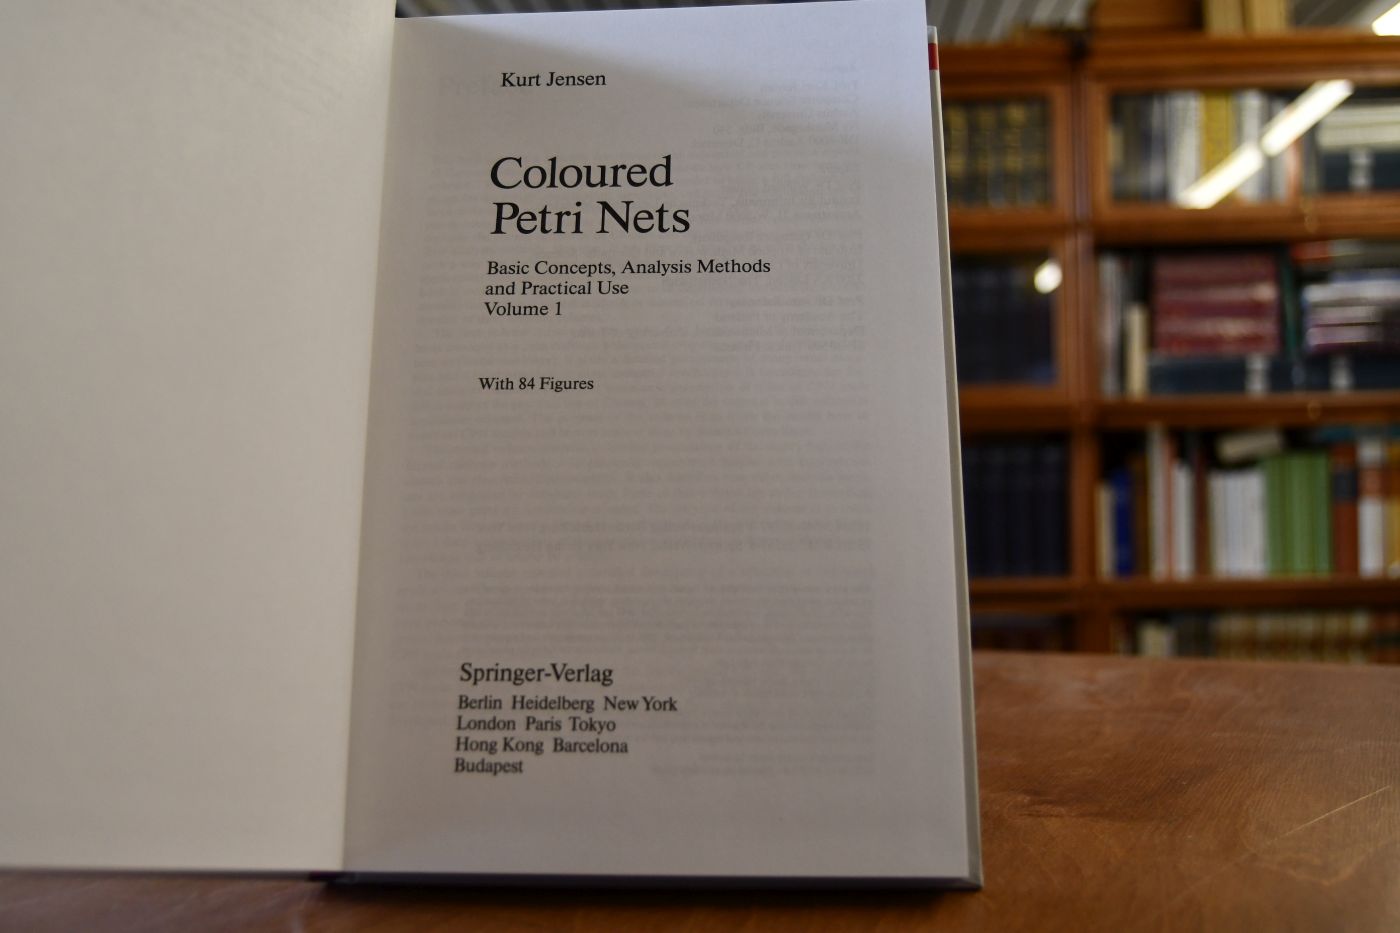 Kurt Jensen
Coloured
Petri Nets
Basic Concepts, Analysis Methods
and Practical Use
Volume 1
With 84 Figures
Springer-Verlag
Berlin Heidelberg New York
London Paris Tokyo
Hong Kong Barcelona
Budapest